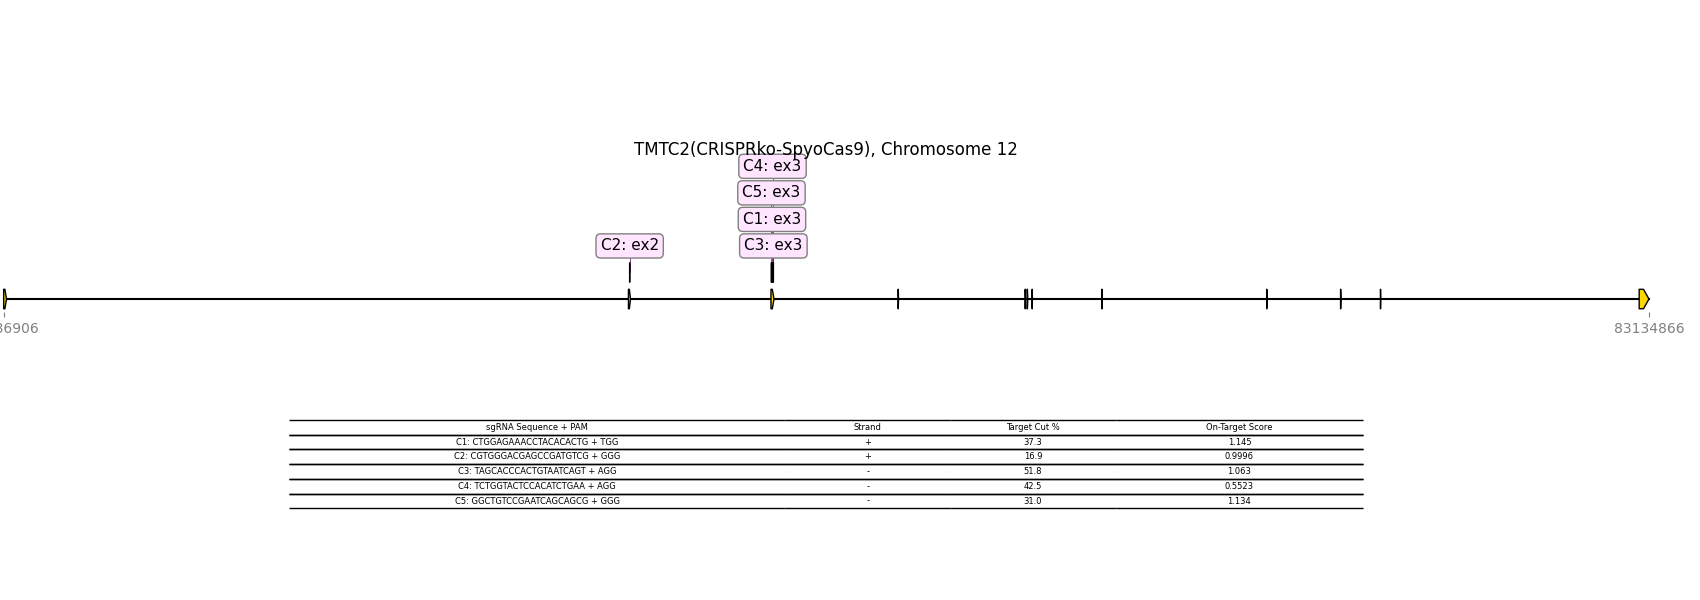 TMTC2(CRISPRko-SpyoCas9), Chromosome 12
C4: ex3
C5: ex3
C1: ex3
C2: ex2
C3: ex3
36906
83134866
sgRNA Sequence + PAM Strand Target Cut % On-Target Score
C1: CTGGAGAAACCTACACACTG + TGG + 37.3 1.145
C2: CGTGGGACGAGCCGATGTCG + GGG + 16.9 0.9996
C3: TAGCACCCACTGTAATCAGT + AGG - 51.8 1.063
C4: TCTGGTACTCCACATCTGAA + AGG - 42.5 0.5523
C5: GGCTGTCCGAATCAGCAGCG + GGG - 31.0 1.134